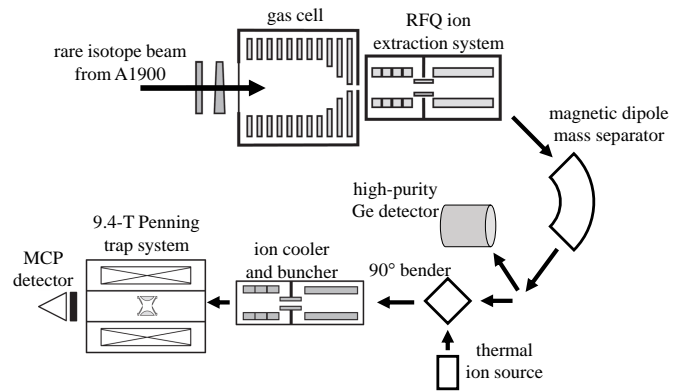 gas cell
RFQ ion
extraction system
rare isotope beam
from A1900
magnetic dipole
mass separator
high-purity
Ge detector
9.4-T Penning
trap system
MCP
detector
ion cooler
and buncher
90° bender
thermal
ion source